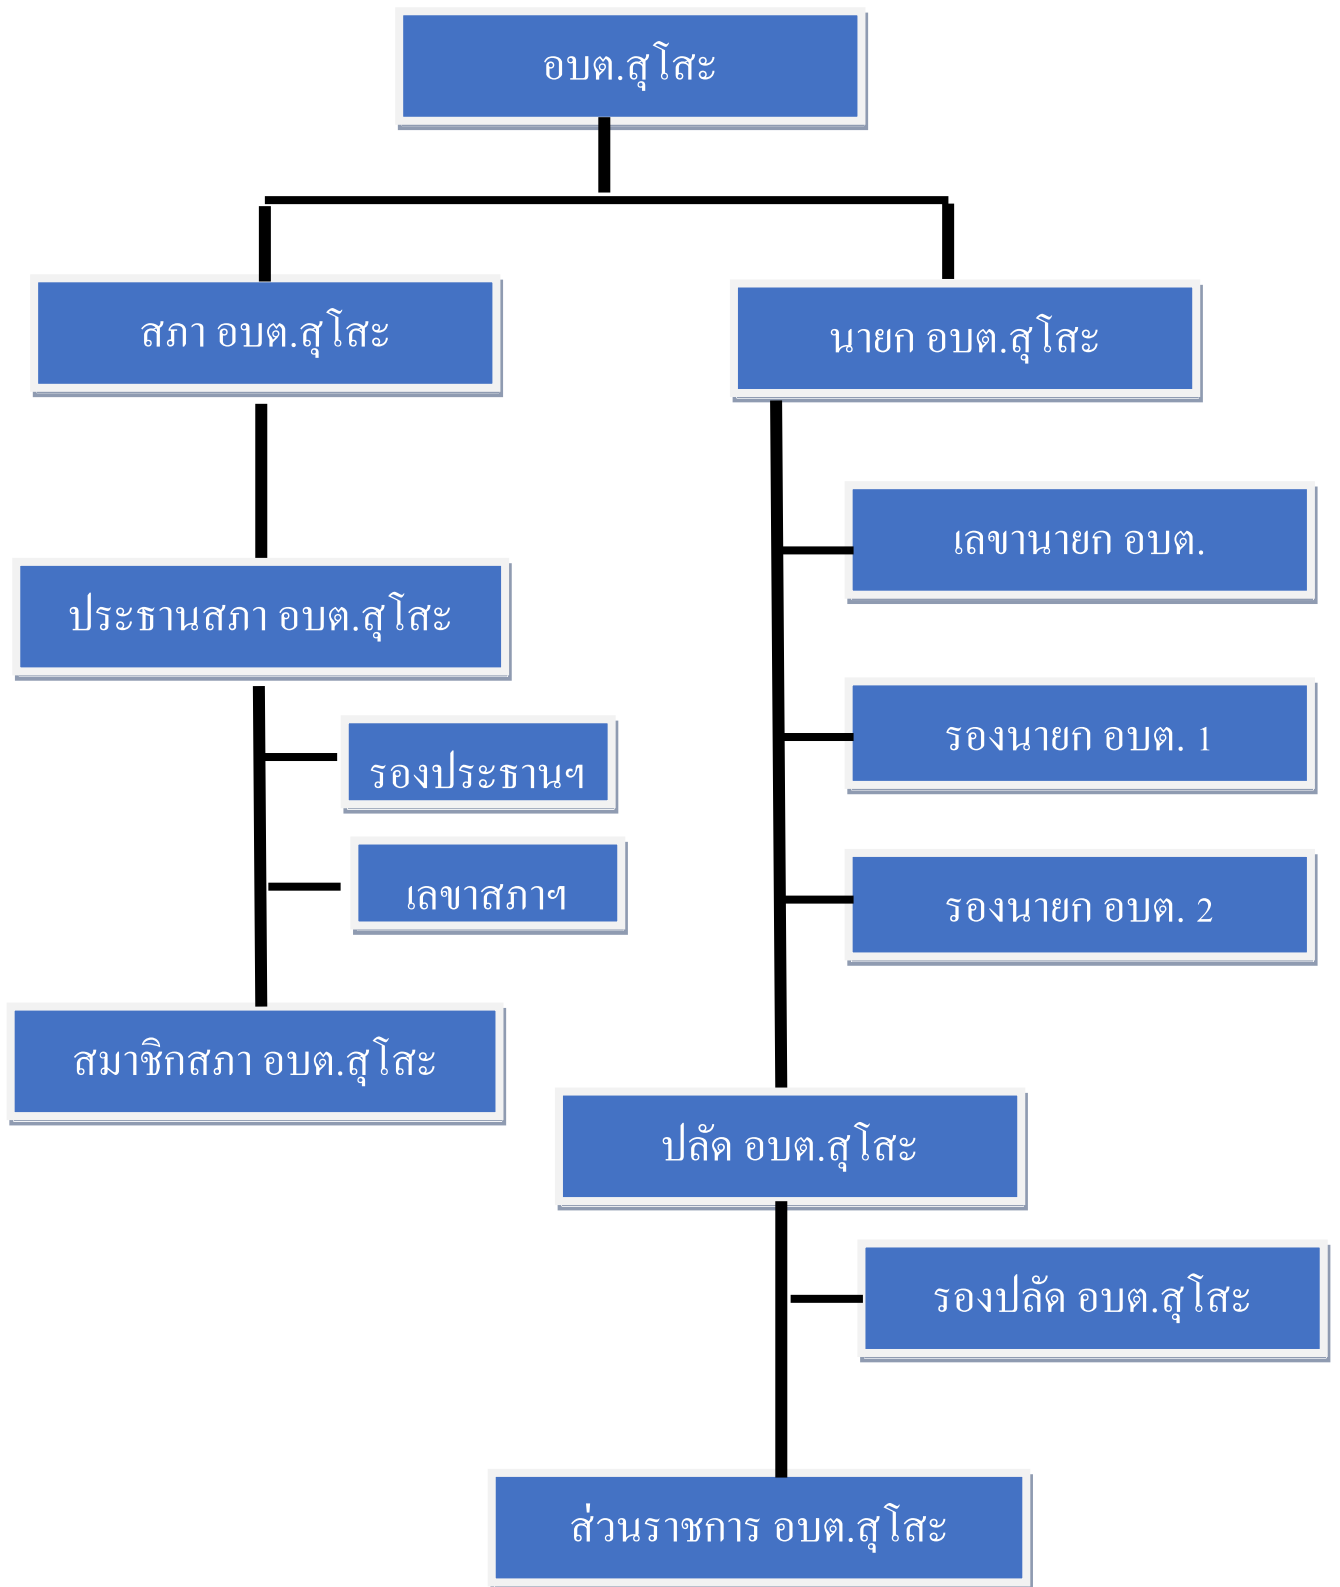 อบต.สุโสะ
สภา อบต.สุโสะ
นายก อบต.สุโสะ
เลขานายก อบต.
ประธานสภา อบต.สุโสะ
รองนายก อบต. 1
รองประธานฯ
เลขาสภาฯ
รองนายก อบต. 2
สมาชิกสภา อบต.สุโสะ
ปลัด อบต.สุโสะ
รองปลัด อบต.สุโสะ
ส่วนราชการ อบต.สุโสะ